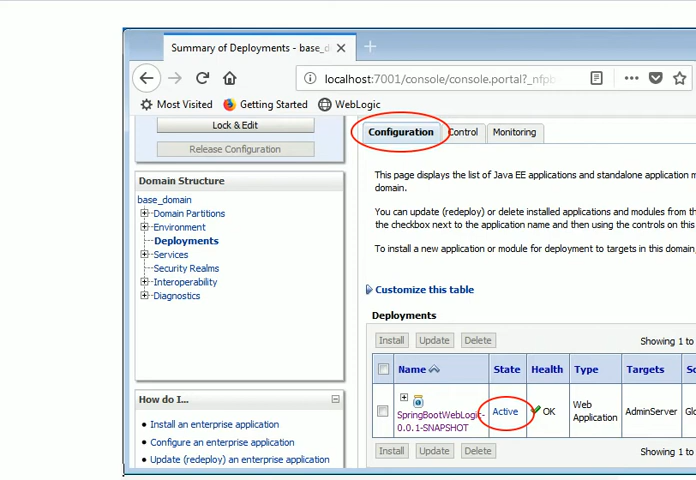 Summary of Deployments - base_d
localhost:7001/console/console.portal?_nfpb
Most Visited Getting Started WebLogic
Lock & Edit
Release Configuration
Domain Structure
base_domain
Domain Partitions
Environment
Deployments
Services
Security Realms
Interoperability
Diagnostics
How do I...
Install an enterprise application
Configure an enterprise application
Update (redeploy) an enterprise application
Configuration Control Monitoring
This page displays the list of Java EE applications and standalone application m
domain.
You can update (redeploy) or delete installed applications and modules from the
the checkbox next to the application name and then using the controls on this
To install a new application or module for deployment to targets in this domain,
Customize this table
Deployments
Install Update Delete Showing 1 to
Name State Health Type Targets
SpringBootWebLogic-
0.0.1-SNAPSHOT
Active
OK
Web
Application
AdminServer
Install Update Delete Showing 1 to